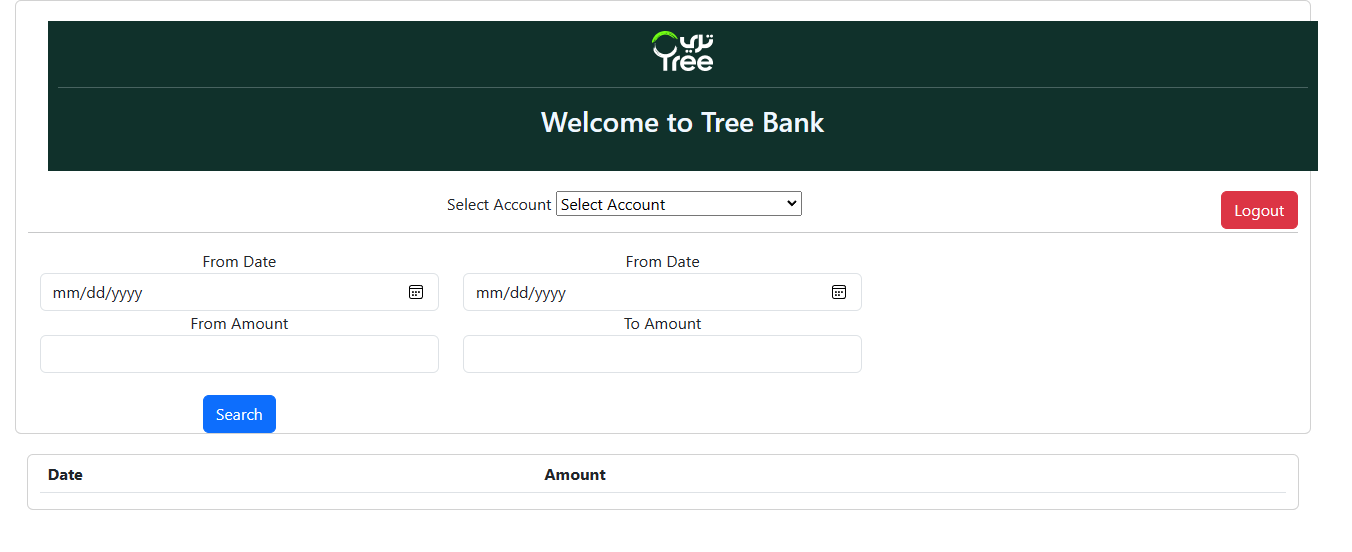 تري
Tree
Welcome to Tree Bank
Select Account Select Account
Logout
From Date From Date
mm/dd/yyyy mm/dd/yyyy
From Amount To Amount
Search
Date Amount